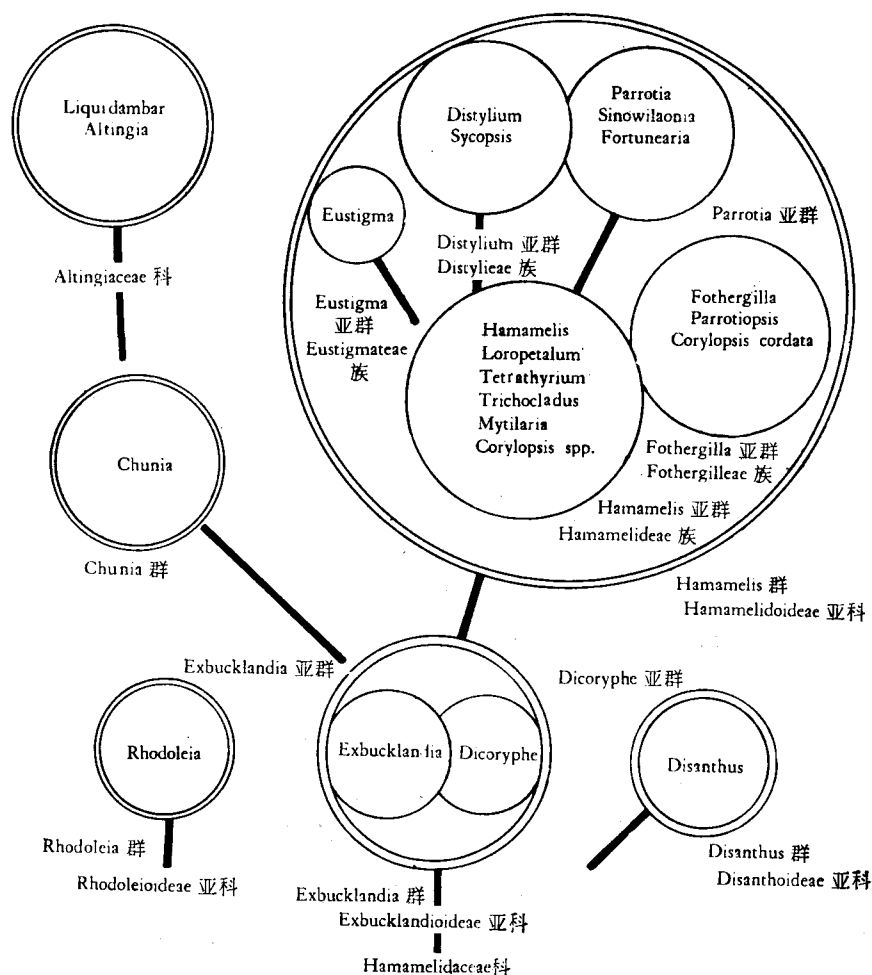 Liquidambar
Altingia
Altingiaceae 科
Distylium
Sycopsis
Parrotia
Sinowilaonia
Fortunearia
Eustigma
Parrotia 亚群
Distylium 亚群
Distylieae 族
Eustigma
亚群
Eustigmateae
族
Fothergilla
Parrotiopsis
Corylopsis cordata
Hamamelis
Loropetalum
Tetrathyrium
Trichocladus
Mytilaria
Corylopsis spp.
Fothergilla 亚群
Fothergilleae 族
Hamamelis 亚群
Hamamelideae 族
Chunia
Chunia 群
Hamamelis 群
Hamamelidoideae 亚科
Exbucklandia 亚群
Dicoryphe 亚群
Rhodoleia
Exbucklandia
Dicoryphe
Disanthus
Rhodoleia 群
Rhodoleioideae 亚科
Disanthus 群
Disanthoideae 亚科
Exbucklandia 群
Exbucklandioideae 亚科
Hamamelidaceae科